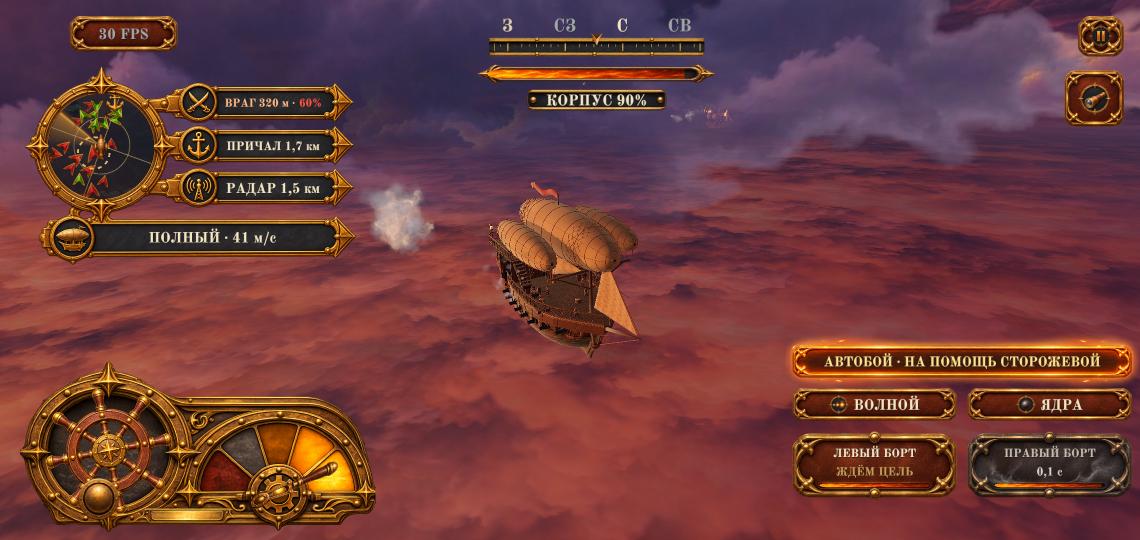 30 FPS
З СЗ С СВ
КОРПУС 90%
ВРАГ 320 м · 60%
ПРИЧАЛ 1,7 км
РАДАР 1,5 км
ПОЛНЫЙ · 41 м/с
АВТОБОЙ · НА ПОМОЩЬ СТОРОЖЕВОЙ
ВОЛНОЙ
ЯДРА
ЛЕВЫЙ БОРТ
ЖДЁМ ЦЕЛЬ
ПРАВЫЙ БОРТ
0,1 с